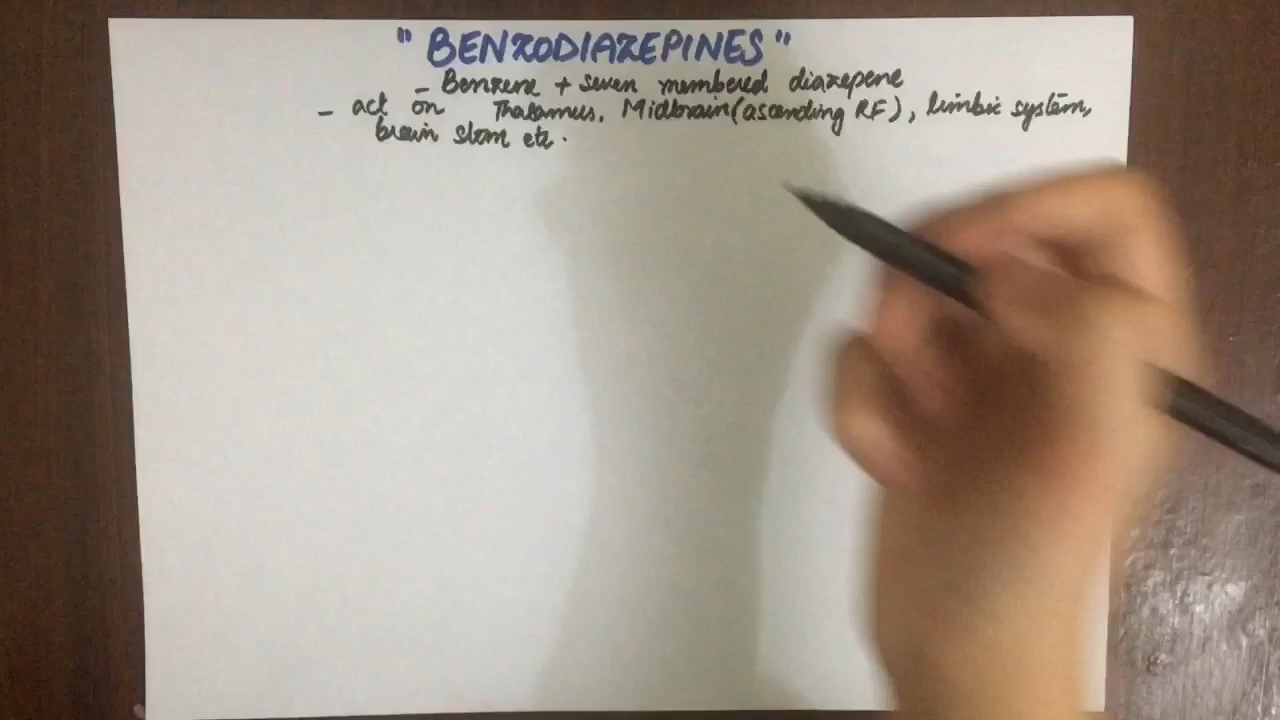 "BENZODIAZEPINES"
- Benzene + seven membered diazepene
- act on Thalamus, Midbrain (ascending RF), limbic system,
brain stem etc.